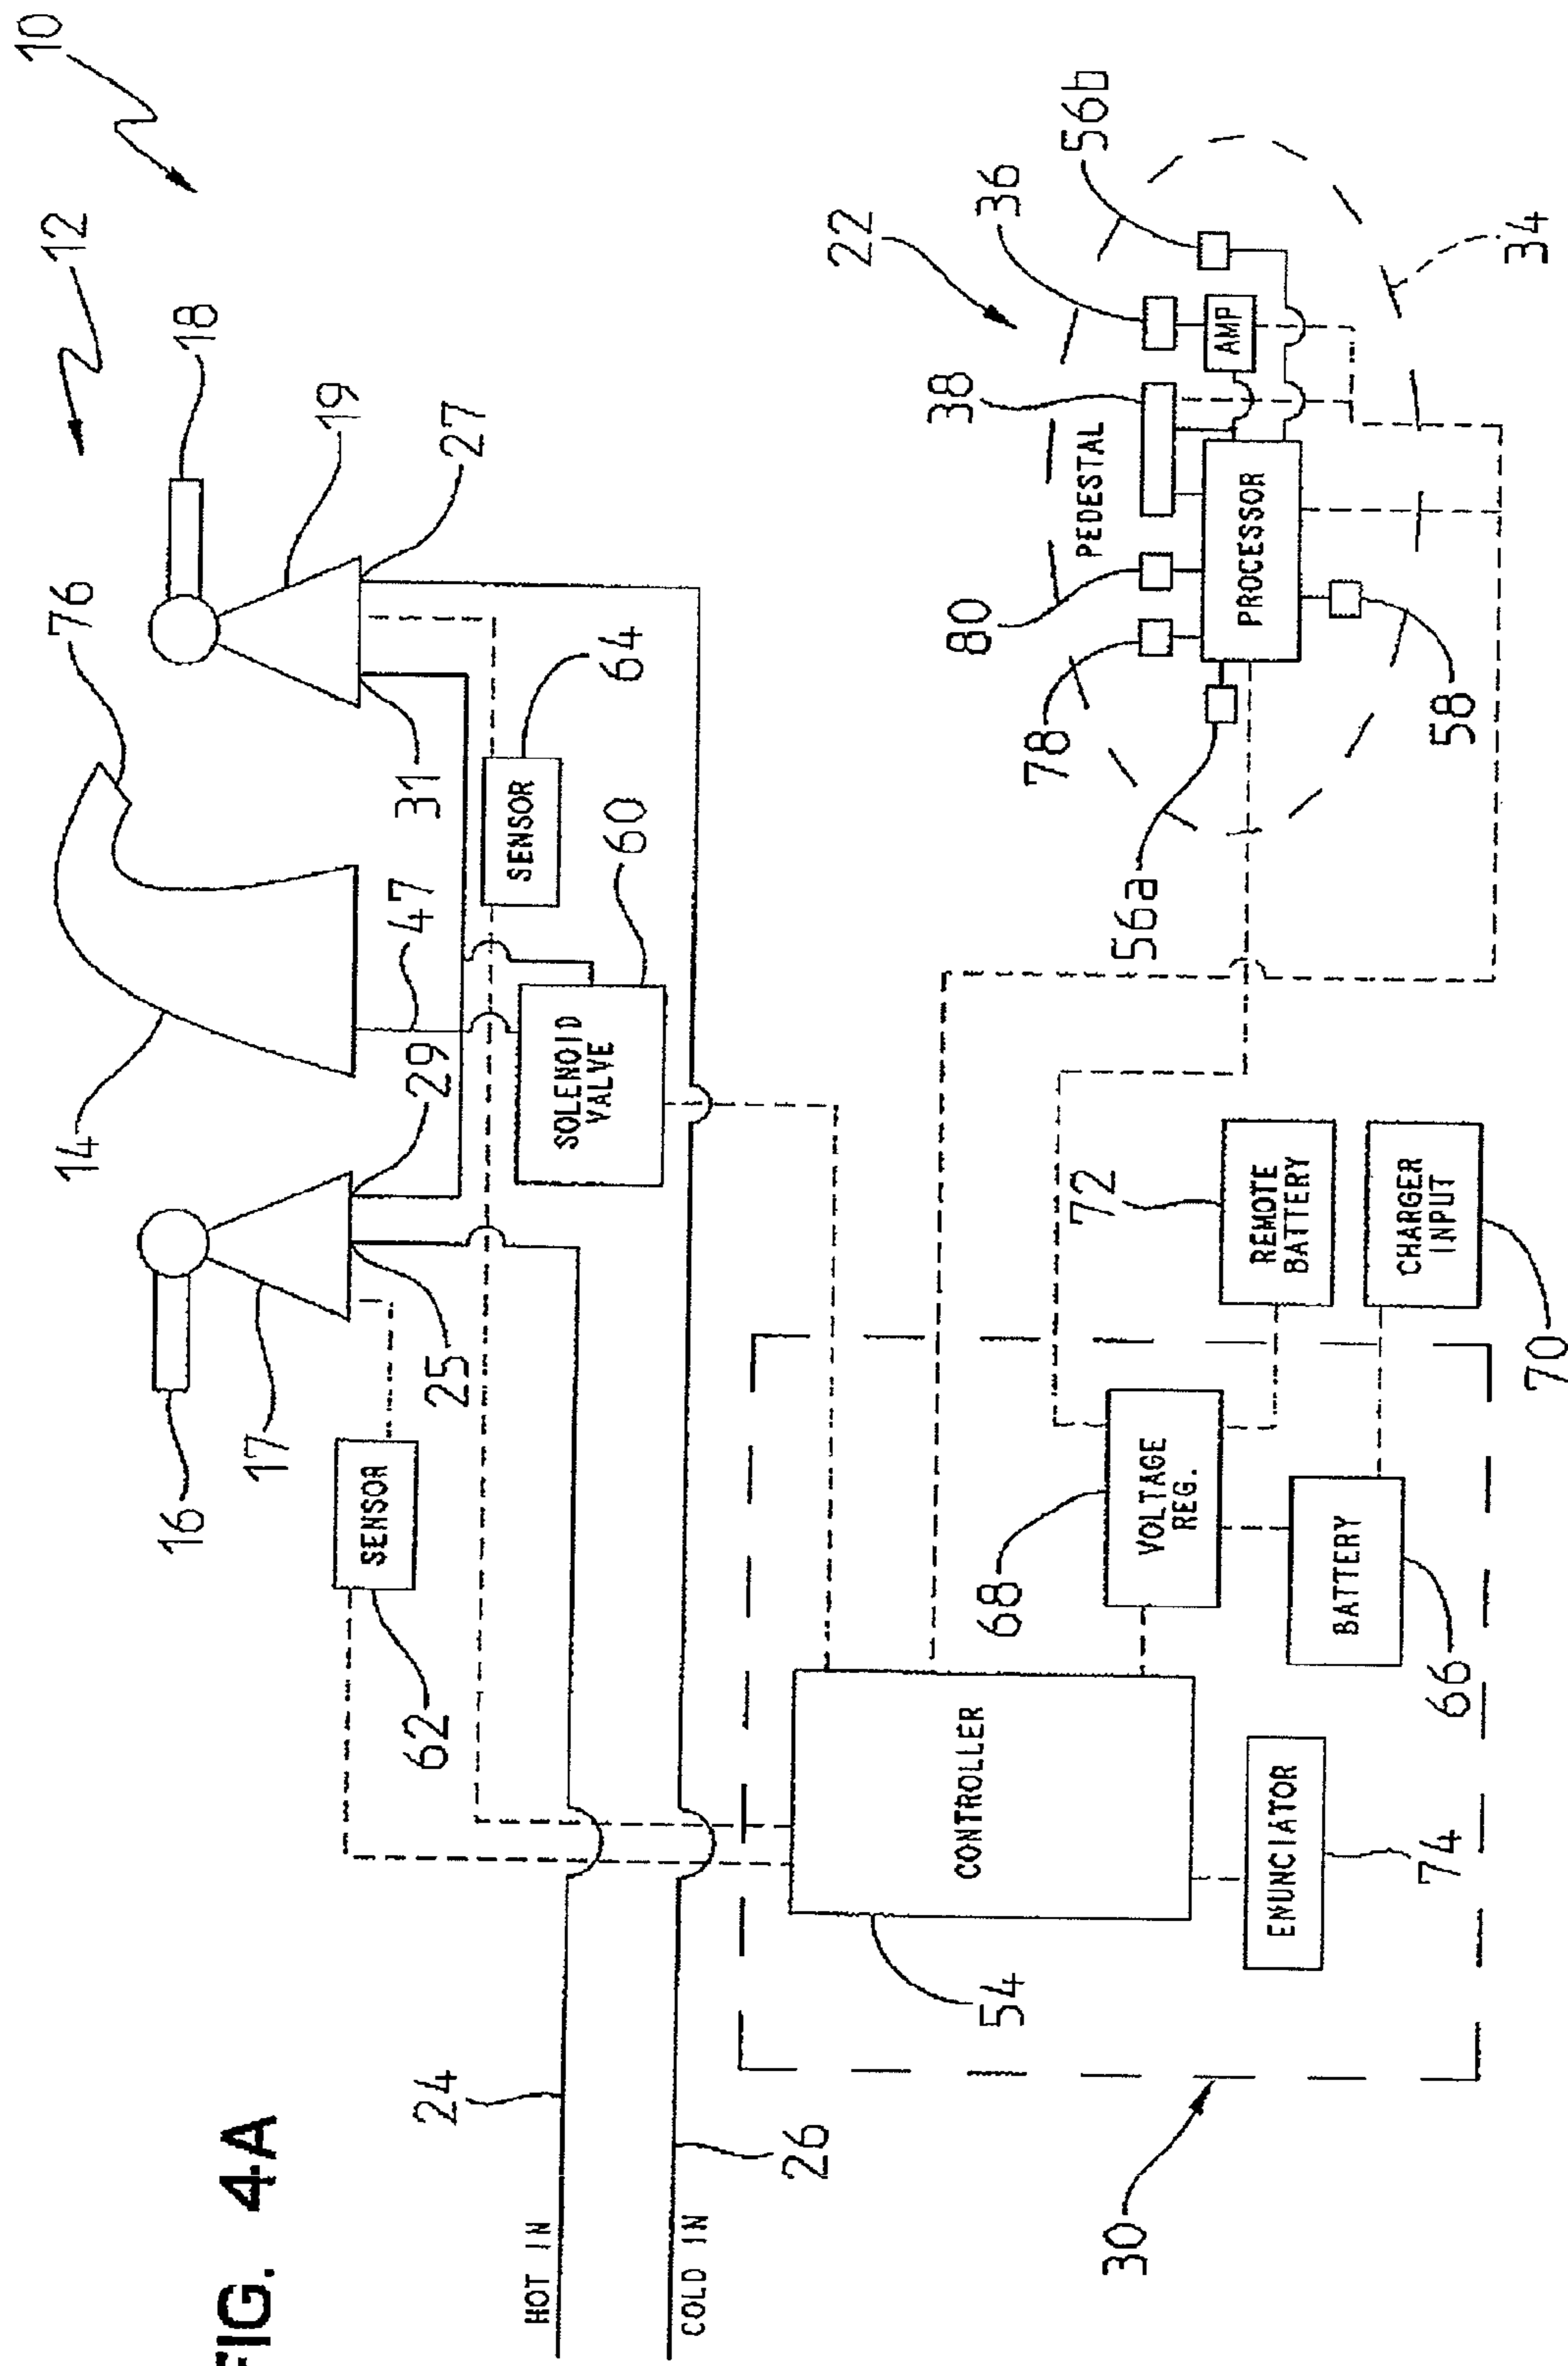 FIG. 4A
10
12
18
19
27
76
14
31
64
SENSOR
47
60
SOLENOID
VALVE
29
25
16
17
SENSOR
62
24
HOT IN
26
COLD IN
22
36
56b
38
34
PEDESTAL
AMP
80
78
PROCESSOR
56a
58
72
REMOTE
BATTERY
CHARGER
INPUT
70
68
VOLTAGE
REG.
BATTERY
66
CONTROLLER
54
ENUNCIATOR
74
30